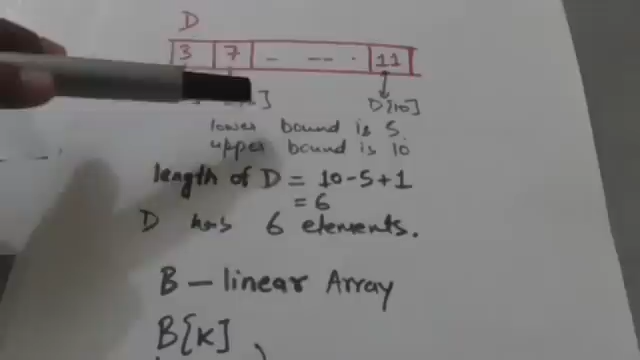 D
3 7 - -- · 11
] ]
D[10]
lower bound is 5
upper bound is 10
length of D = 10-5+1
= 6
D has 6 elements.
B - linear Array
B[K]